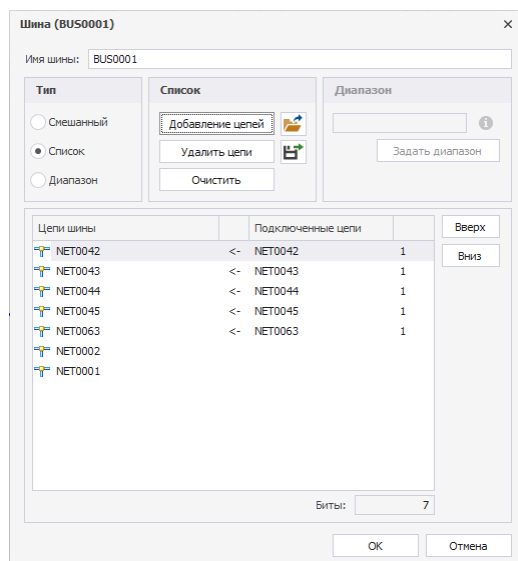 Шина (BUS0001)
Имя шины: BUS0001
Тип
Смешанный
Список
Диапазон
Список
Добавление цепей
Удалить цепи
Очистить
Диапазон
Задать диапазон
Цепи шины Подключенные цепи
NET0042 <- NET0042 1
NET0043 <- NET0043 1
NET0044 <- NET0044 1
NET0045 <- NET0045 1
NET0063 <- NET0063 1
NET0002
NET0001
Вверх
Вниз
Биты: 7
OK Отмена